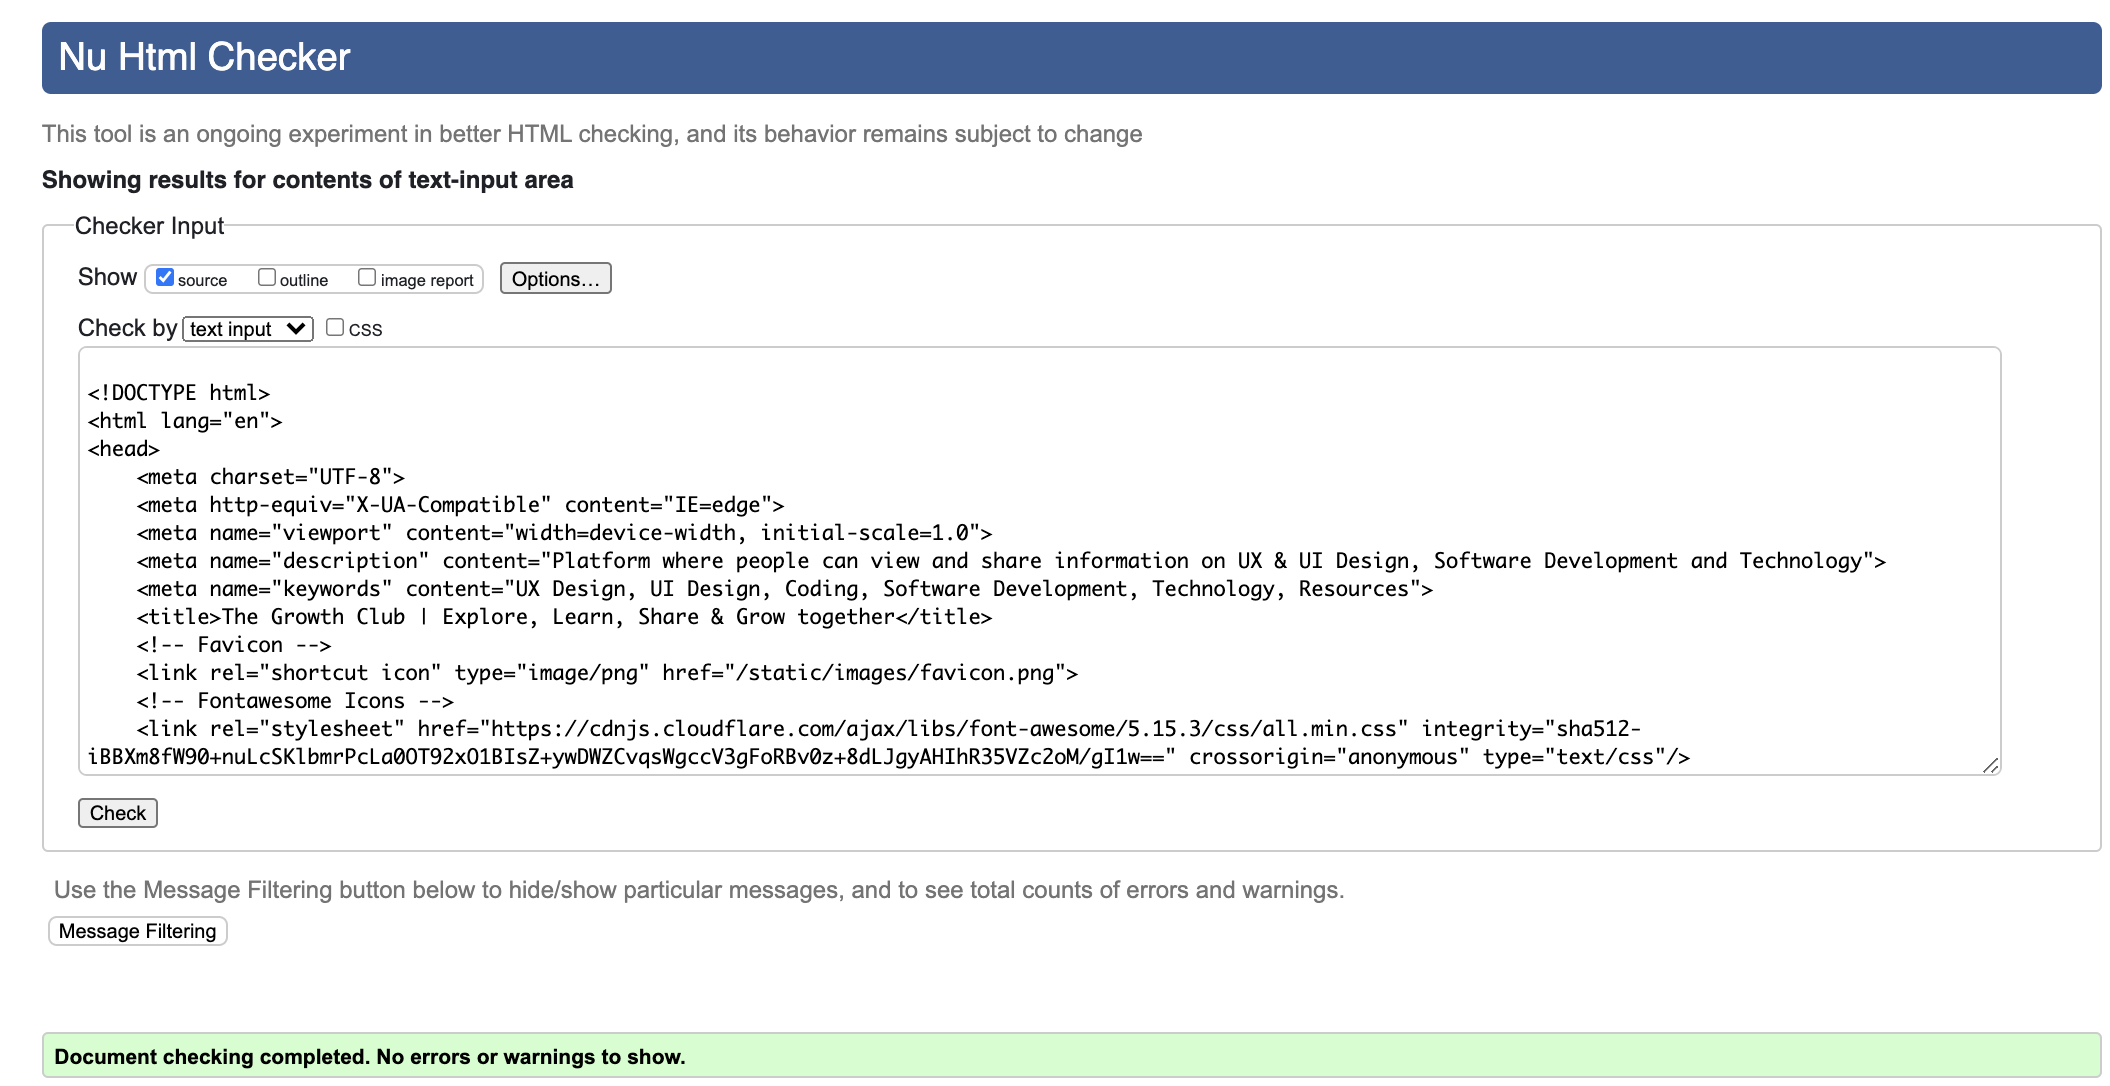 Nu Html Checker
This tool is an ongoing experiment in better HTML checking, and its behavior remains subject to change
Showing results for contents of text-input area
Checker Input
Show source outline image report Options...
Check by text input CSS
<!DOCTYPE html>
<html lang="en">
<head>
    <meta charset="UTF-8">
    <meta http-equiv="X-UA-Compatible" content="IE=edge">
    <meta name="viewport" content="width=device-width, initial-scale=1.0">
    <meta name="description" content="Platform where people can view and share information on UX & UI Design, Software Development and Technology">
    <meta name="keywords" content="UX Design, UI Design, Coding, Software Development, Technology, Resources">
    <title>The Growth Club | Explore, Learn, Share & Grow together</title>
    <!-- Favicon -->
    <link rel="shortcut icon" type="image/png" href="/static/images/favicon.png">
    <!-- Fontawesome Icons -->
    <link rel="stylesheet" href="https://cdnjs.cloudflare.com/ajax/libs/font-awesome/5.15.3/css/all.min.css" integrity="sha512-
iBBXm8fW90+nuLcSKlbmrPcLa0OT92xO1BIsZ+ywDWZCvqsWgccV3gFoRBv0z+8dLJgyAHIhR35VZc2oM/gI1w==" crossorigin="anonymous" type="text/css"/>
Check
Use the Message Filtering button below to hide/show particular messages, and to see total counts of errors and warnings.
Message Filtering
Document checking completed. No errors or warnings to show.